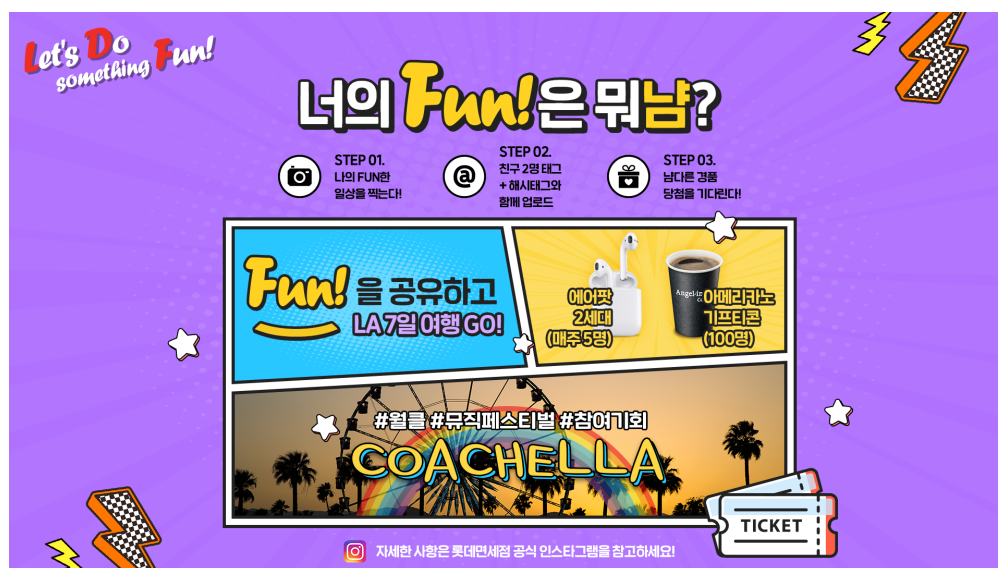 Let's Do
something Fun!
너의 Fun!은 뭐냠?
STEP 01.
나의 FUN한
일상을 찍는다!
@
STEP 02.
친구 2명 태그
+ 해시태그와
함께 업로드
STEP 03.
남다른 경품
당첨을 기다린다!
Fun!을 공유하고
LA 7일 여행 GO!
에어팟
2세대
(매주 5명)
아메리카노
기프티콘
(100명)
#월클 #뮤직페스티벌 #참여기회
COACHELLA
TICKET
자세한 사항은 롯데면세점 공식 인스타그램을 참고하세요!